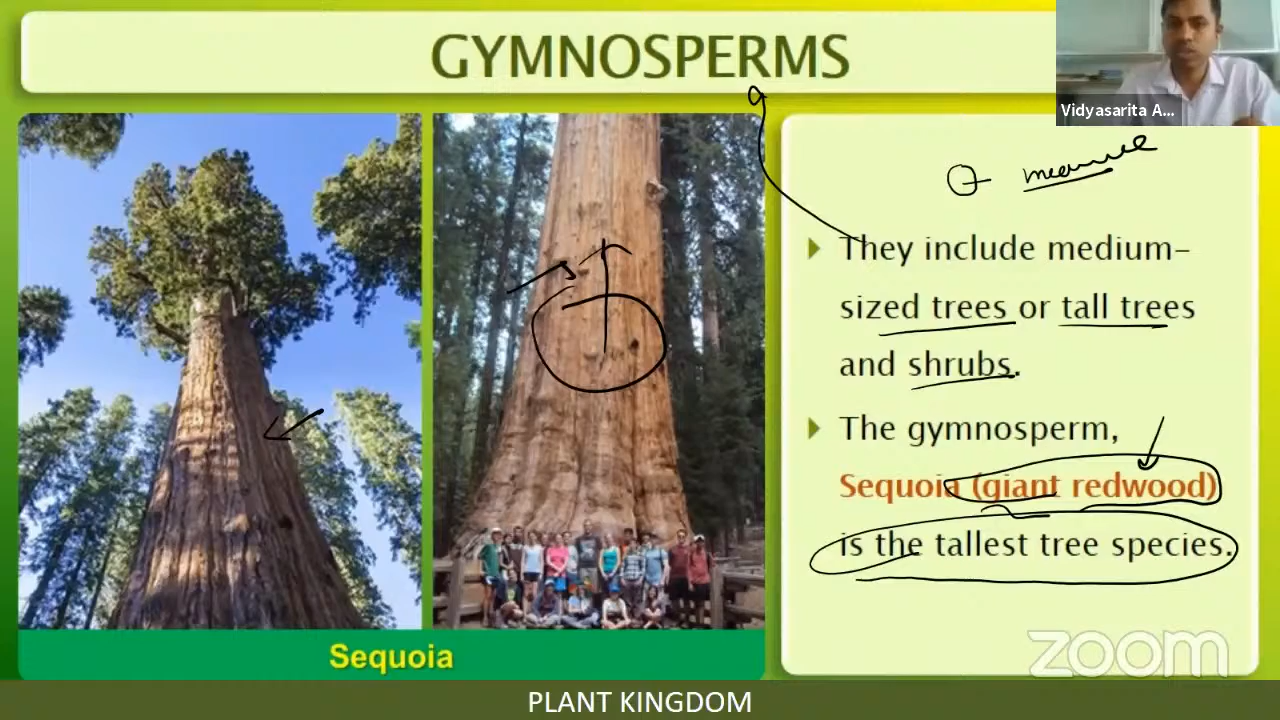 GYMNOSPERMS
Vidyasarita A...
They include medium-
sized trees or tall trees
and shrubs.
The gymnosperm,
Sequoia (giant redwood)
is the tallest tree species.
Sequoia
zoom
PLANT KINGDOM